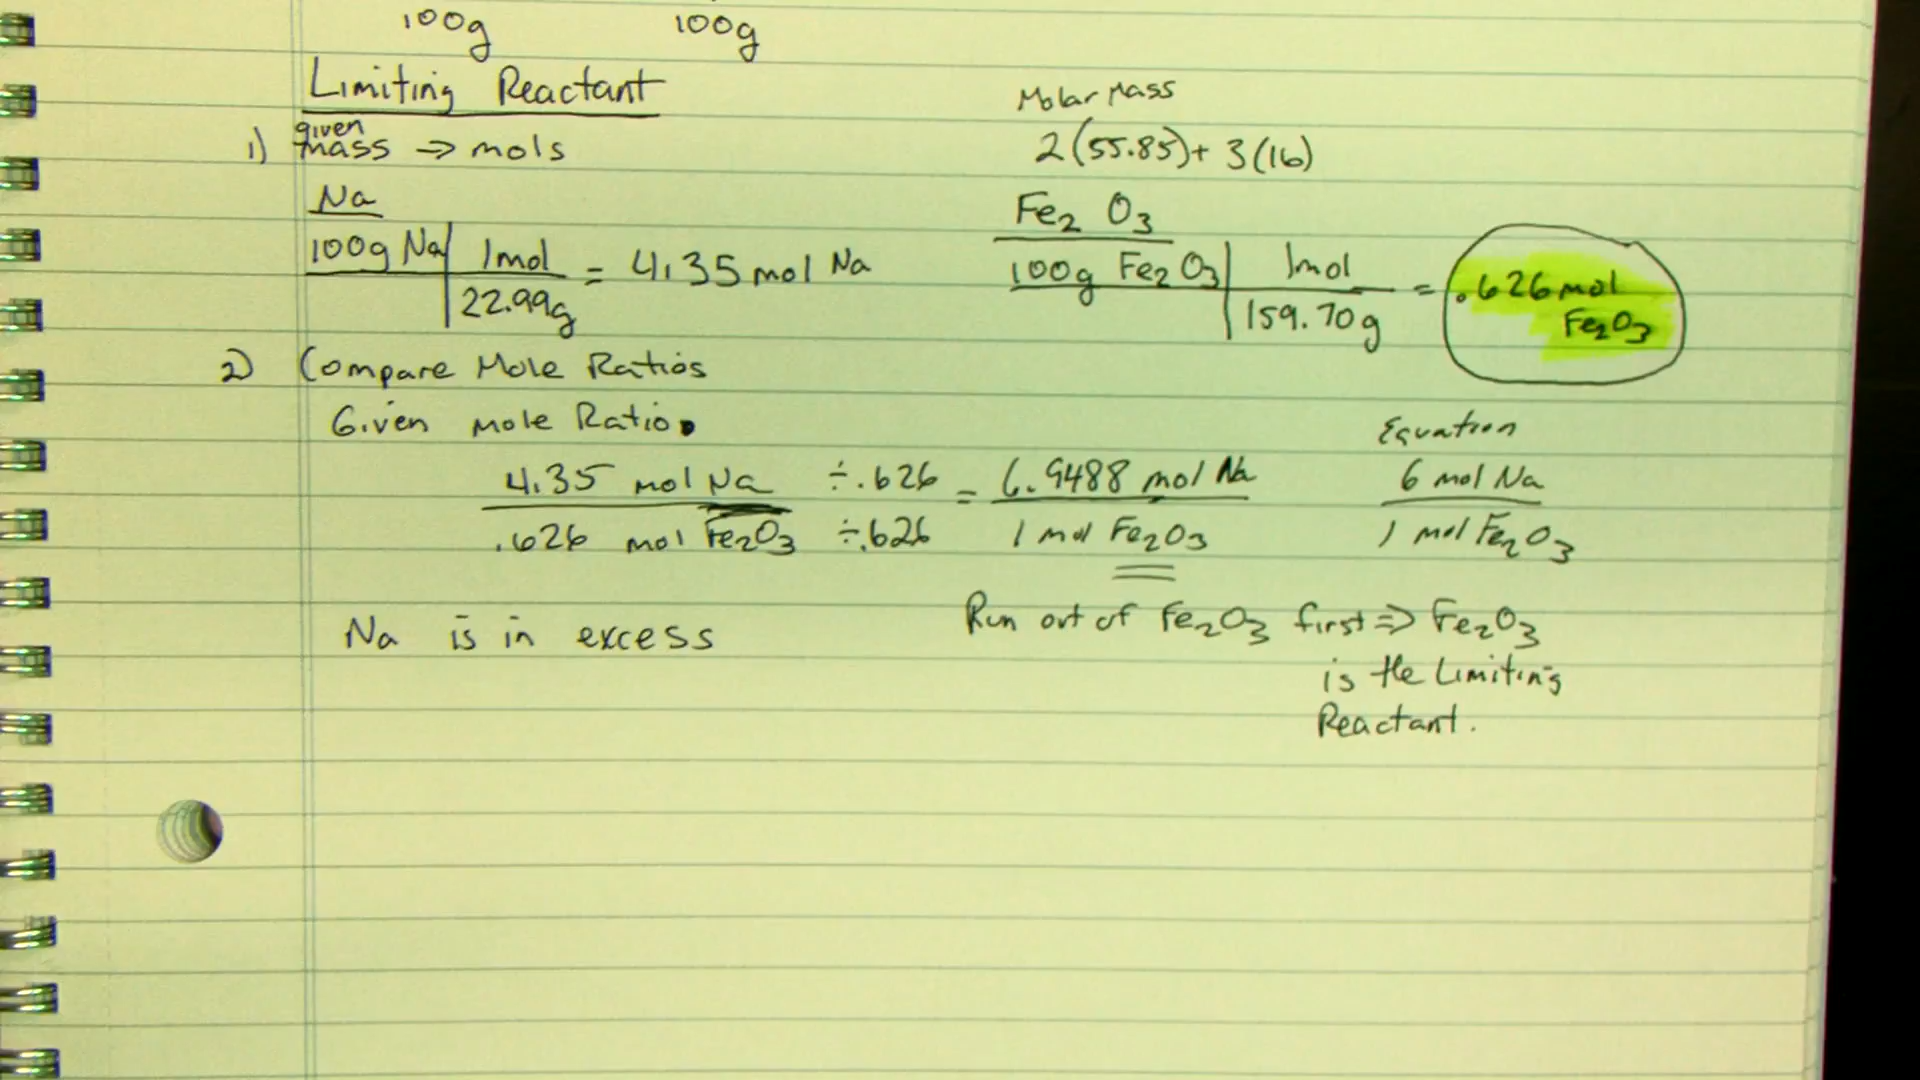 100g 100g
Limiting Reactant
Molar Mass
1) given mass → mols
2(55.85)+ 3(16)
Na
Fe2 O3
100g Na | 1mol = 4.35 mol Na
22.99g
100g Fe2O3 | 1mol = .626 mol
159.70g
Fe2O3
2) Compare Mole Ratios
Given Mole Ratio.
Equation
4.35 mol Na ÷.626 = 6.9488 mol Na
6 mol Na
.626 mol Fe2O3 ÷.626 1 mol Fe2O3
1 mol Fe2O3
Na is in excess
Run out of Fe2O3 first ⇒ Fe2O3
is the Limiting
Reactant.